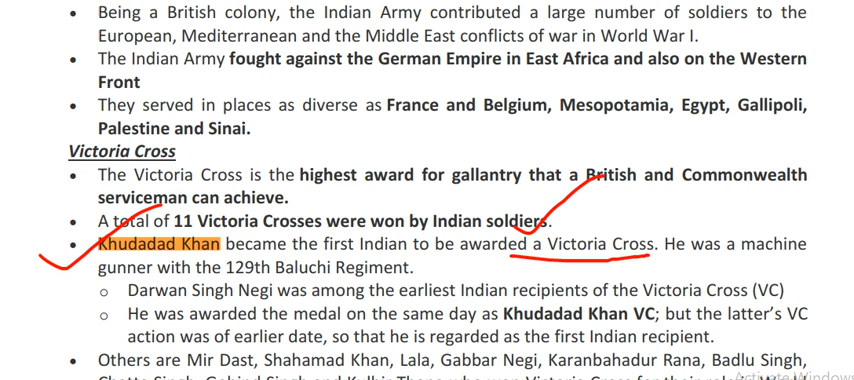 • Being a British colony, the Indian Army contributed a large number of soldiers to the
European, Mediterranean and the Middle East conflicts of war in World War I.
• The Indian Army fought against the German Empire in East Africa and also on the Western
Front
• They served in places as diverse as France and Belgium, Mesopotamia, Egypt, Gallipoli,
Palestine and Sinai.
Victoria Cross
• The Victoria Cross is the highest award for gallantry that a British and Commonwealth
serviceman can achieve.
• A total of 11 Victoria Crosses were won by Indian soldiers.
• Khudadad Khan became the first Indian to be awarded a Victoria Cross. He was a machine
gunner with the 129th Baluchi Regiment.
o Darwan Singh Negi was among the earliest Indian recipients of the Victoria Cross (VC)
o He was awarded the medal on the same day as Khudadad Khan VC; but the latter's VC
action was of earlier date, so that he is regarded as the first Indian recipient.
• Others are Mir Dast, Shahamad Khan, Lala, Gabbar Negi, Karanbahadur Rana, Badlu Singh,